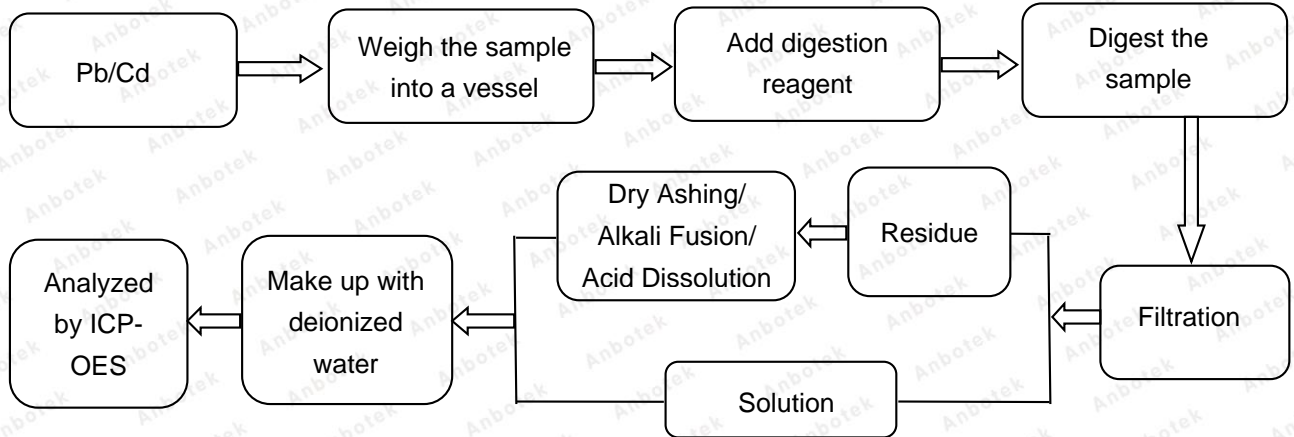 Pb/Cd
Weigh the sample
into a vessel
Add digestion
reagent
Digest the
sample
Filtration
Residue
Dry Ashing/
Alkali Fusion/
Acid Dissolution
Solution
Make up with
deionized
water
Analyzed
by ICP-
OES
Anbotek